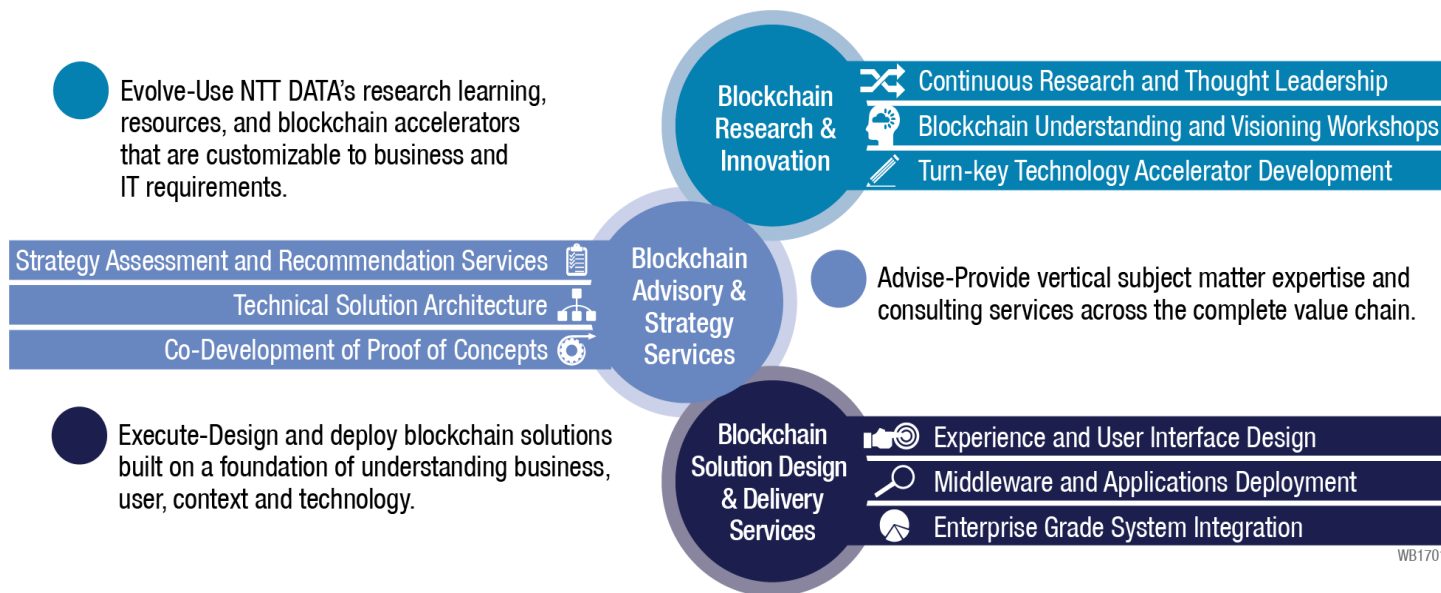 Evolve-Use NTT DATA's research learning,
resources, and blockchain accelerators
that are customizable to business and
IT requirements.
Blockchain
Research &
Innovation
Continuous Research and Thought Leadership
Blockchain Understanding and Visioning Workshops
Turn-key Technology Accelerator Development
Strategy Assessment and Recommendation Services
Technical Solution Architecture
Co-Development of Proof of Concepts
Blockchain
Advisory &
Strategy
Services
Advise-Provide vertical subject matter expertise and
consulting services across the complete value chain.
Execute-Design and deploy blockchain solutions
built on a foundation of understanding business,
user, context and technology.
Blockchain
Solution Design
& Delivery
Services
Experience and User Interface Design
Middleware and Applications Deployment
Enterprise Grade System Integration